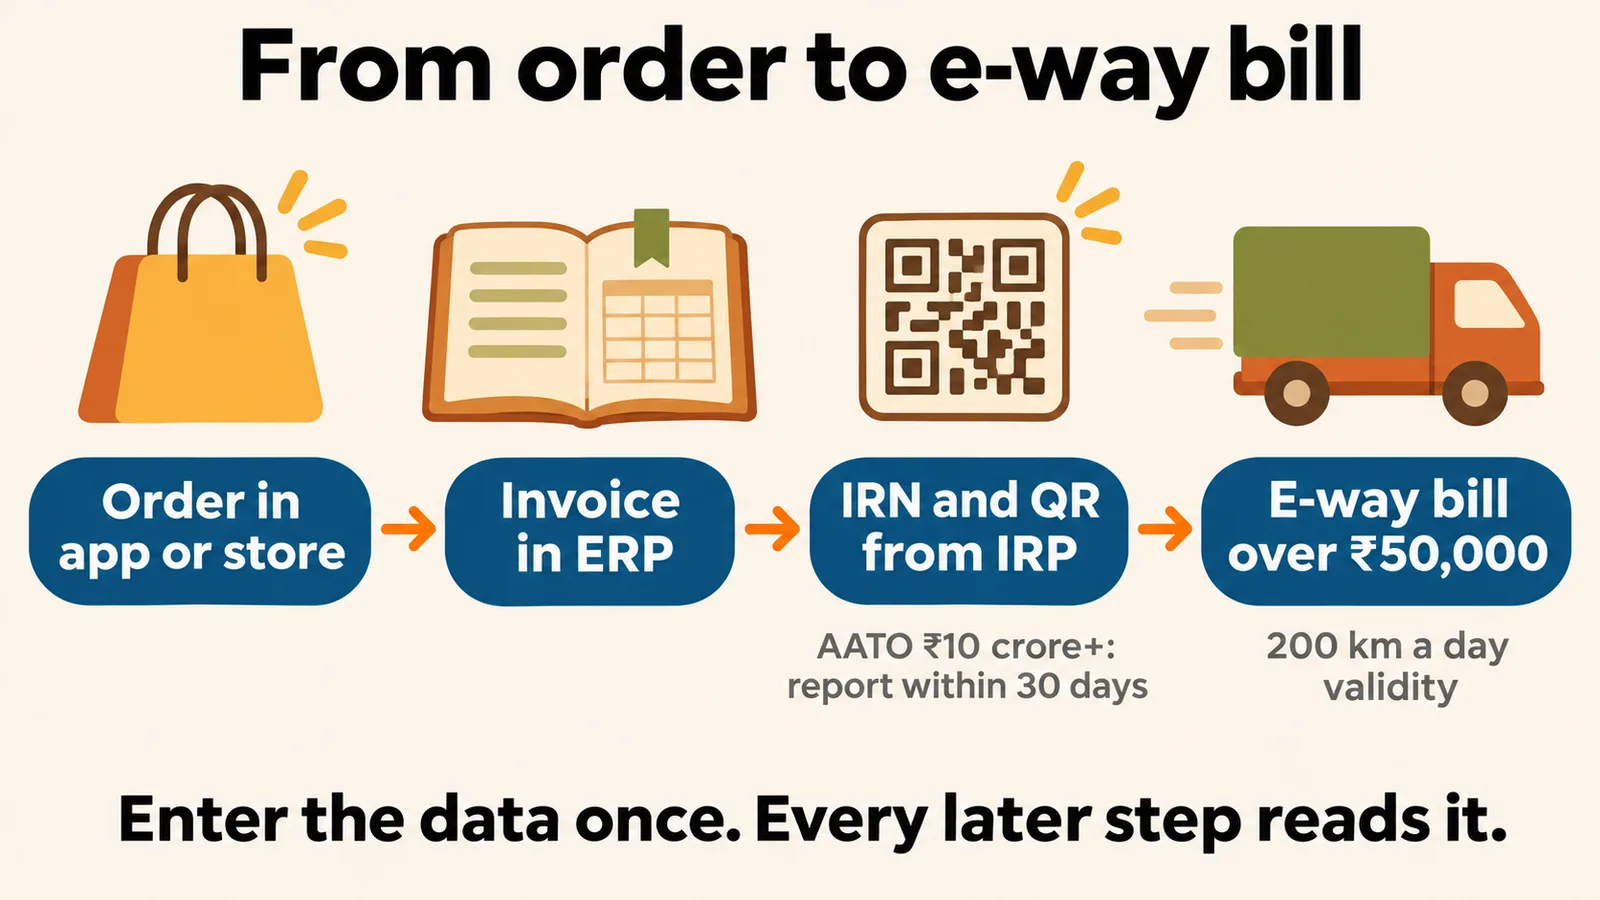 From order to e-way bill
Order in
app or store
Invoice
in ERP
IRN and QR
from IRP
E-way bill
over ₹50,000
AATO ₹10 crore+:
report within 30 days
200 km a day
validity
Enter the data once. Every later step reads it.